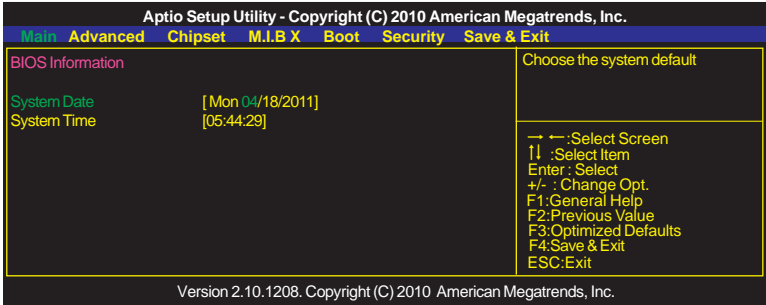 Aptio Setup Utility - Copyright (C) 2010 American Megatrends, Inc.
Main Advanced Chipset M.I.B X Boot Security Save & Exit
BIOS Information
System Date [ Mon 04/18/2011]
System Time [05:44:29]
Choose the system default
→ ←:Select Screen
↑↓ :Select Item
Enter : Select
+/- : Change Opt.
F1:General Help
F2:Previous Value
F3:Optimized Defaults
F4:Save & Exit
ESC:Exit
Version 2.10.1208. Copyright (C) 2010 American Megatrends, Inc.